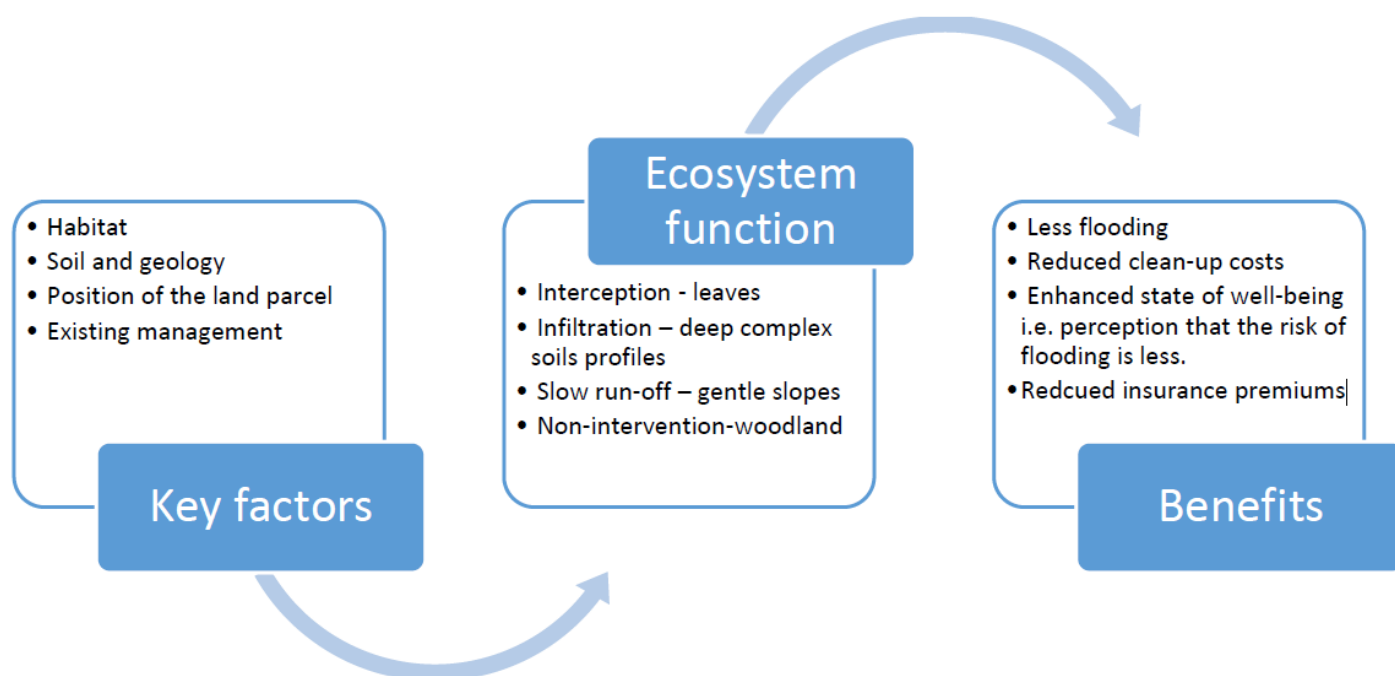 • Habitat
• Soil and geology
• Position of the land parcel
• Existing management
Key factors
Ecosystem
function
• Interception - leaves
• Infiltration – deep complex
soils profiles
• Slow run-off – gentle slopes
• Non-intervention-woodland
• Less flooding
• Reduced clean-up costs
• Enhanced state of well-being
i.e. perception that the risk of
flooding is less.
• Redcued insurance premiums
Benefits